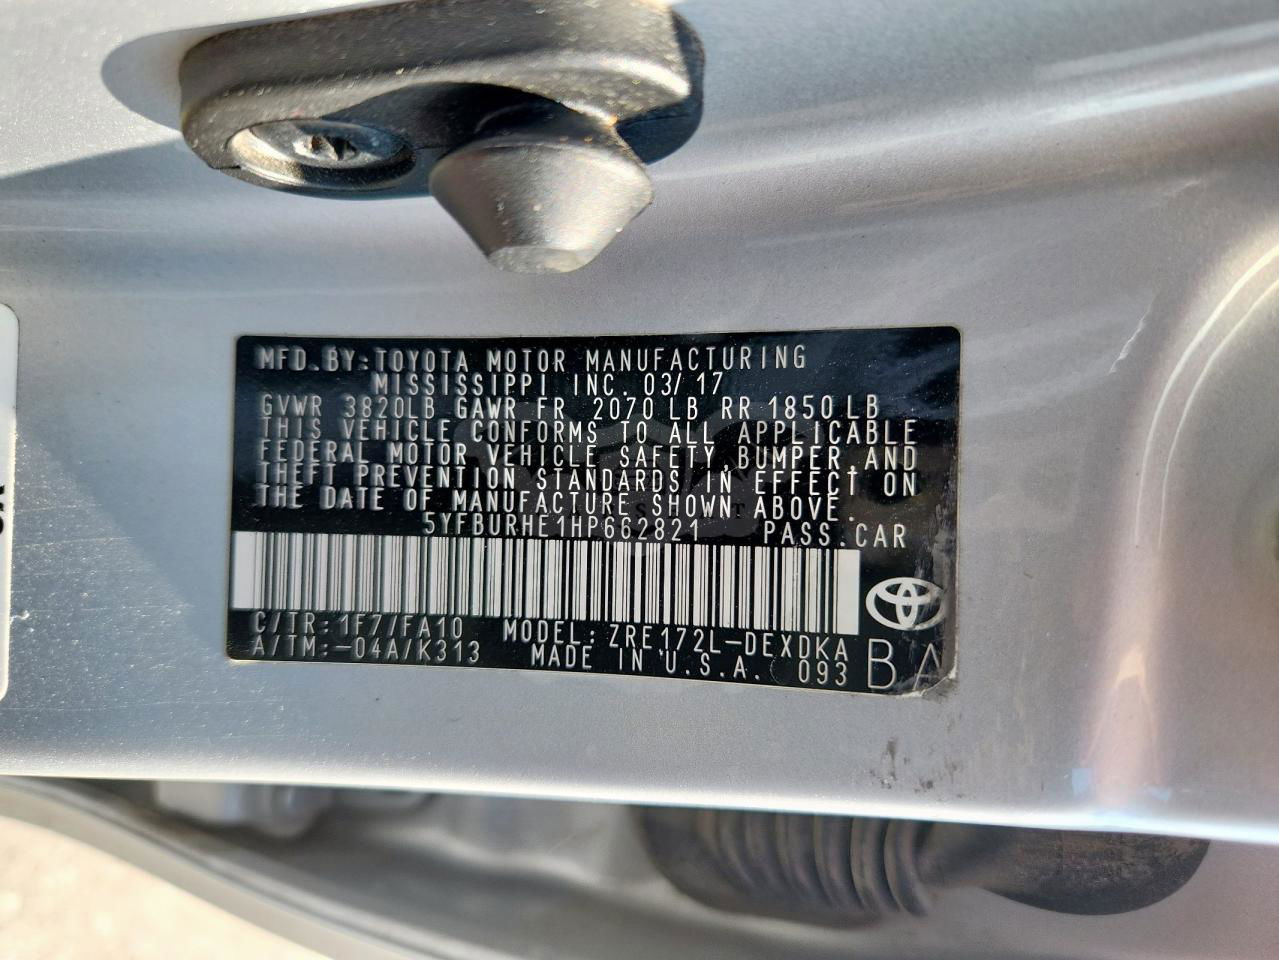 MFD.BY:TOYOTA MOTOR MANUFACTURING
MISSISSIPPI INC. 03/17
GVWR 3820LB GAWR FR 2070 LB RR 1850 LB
THIS VEHICLE CONFORMS TO ALL APPLICABLE
FEDERAL MOTOR VEHICLE SAFETY,BUMPER,AND
THEFT PREVENTION STANDARDS IN EFFECT ON
THE DATE OF MANUFACTURE SHOWN ABOVE.
5YFBURHE1HP662821 PASS.CAR
C/TR:1F7/FA10 MODEL:ZRE172L-DEXDKA
A/TM:-04A/K313 MADE IN U.S.A. 093 BA